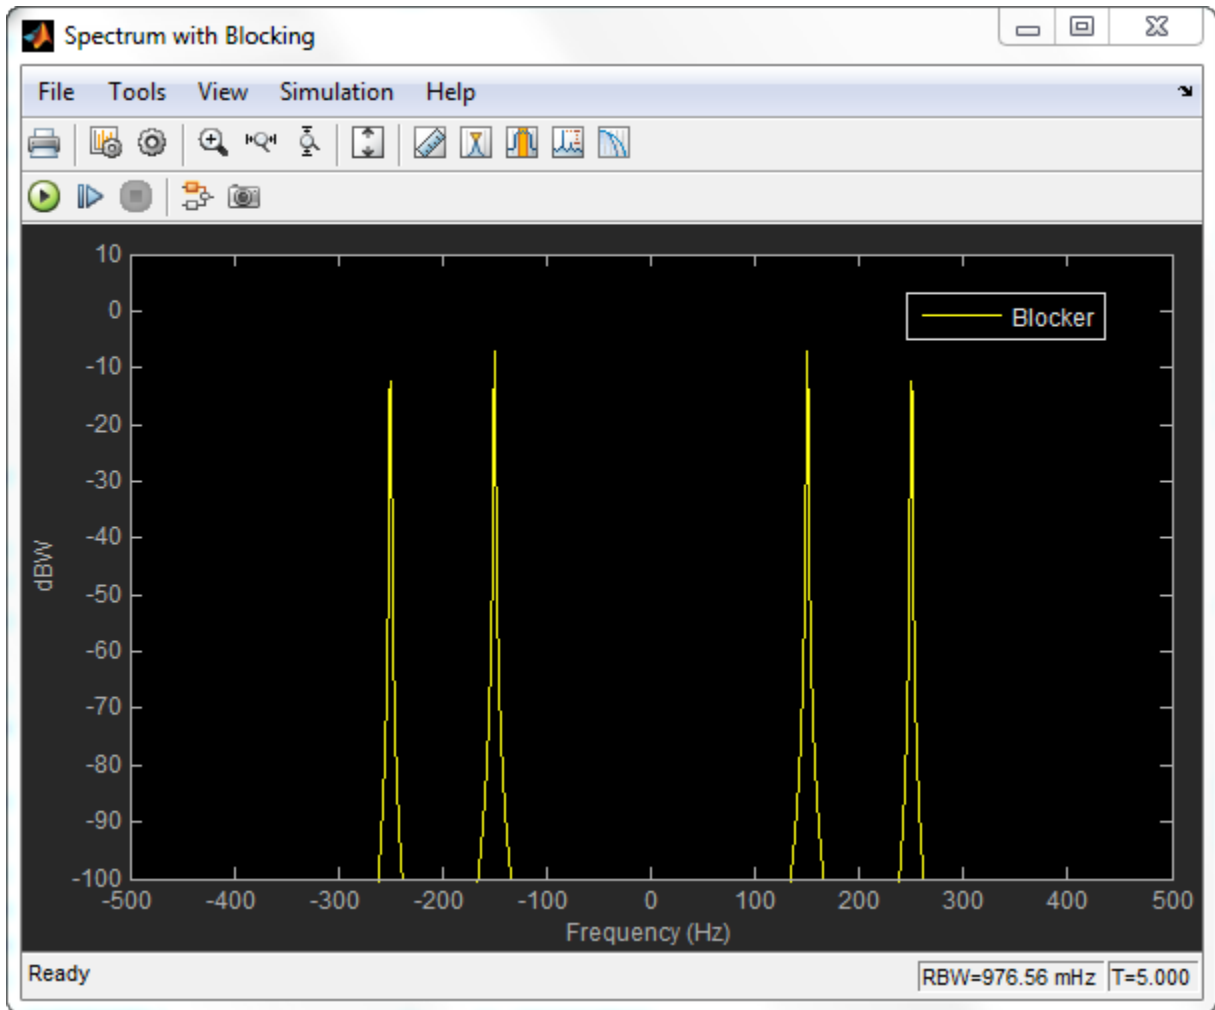 Spectrum with Blocking
File Tools View Simulation Help
10
0
-10
-20
-30
-40
-50
-60
-70
-80
-90
-100
dBW
Blocker
-500 -400 -300 -200 -100 0 100 200 300 400 500
Frequency (Hz)
Ready RBW=976.56 mHz T=5.000